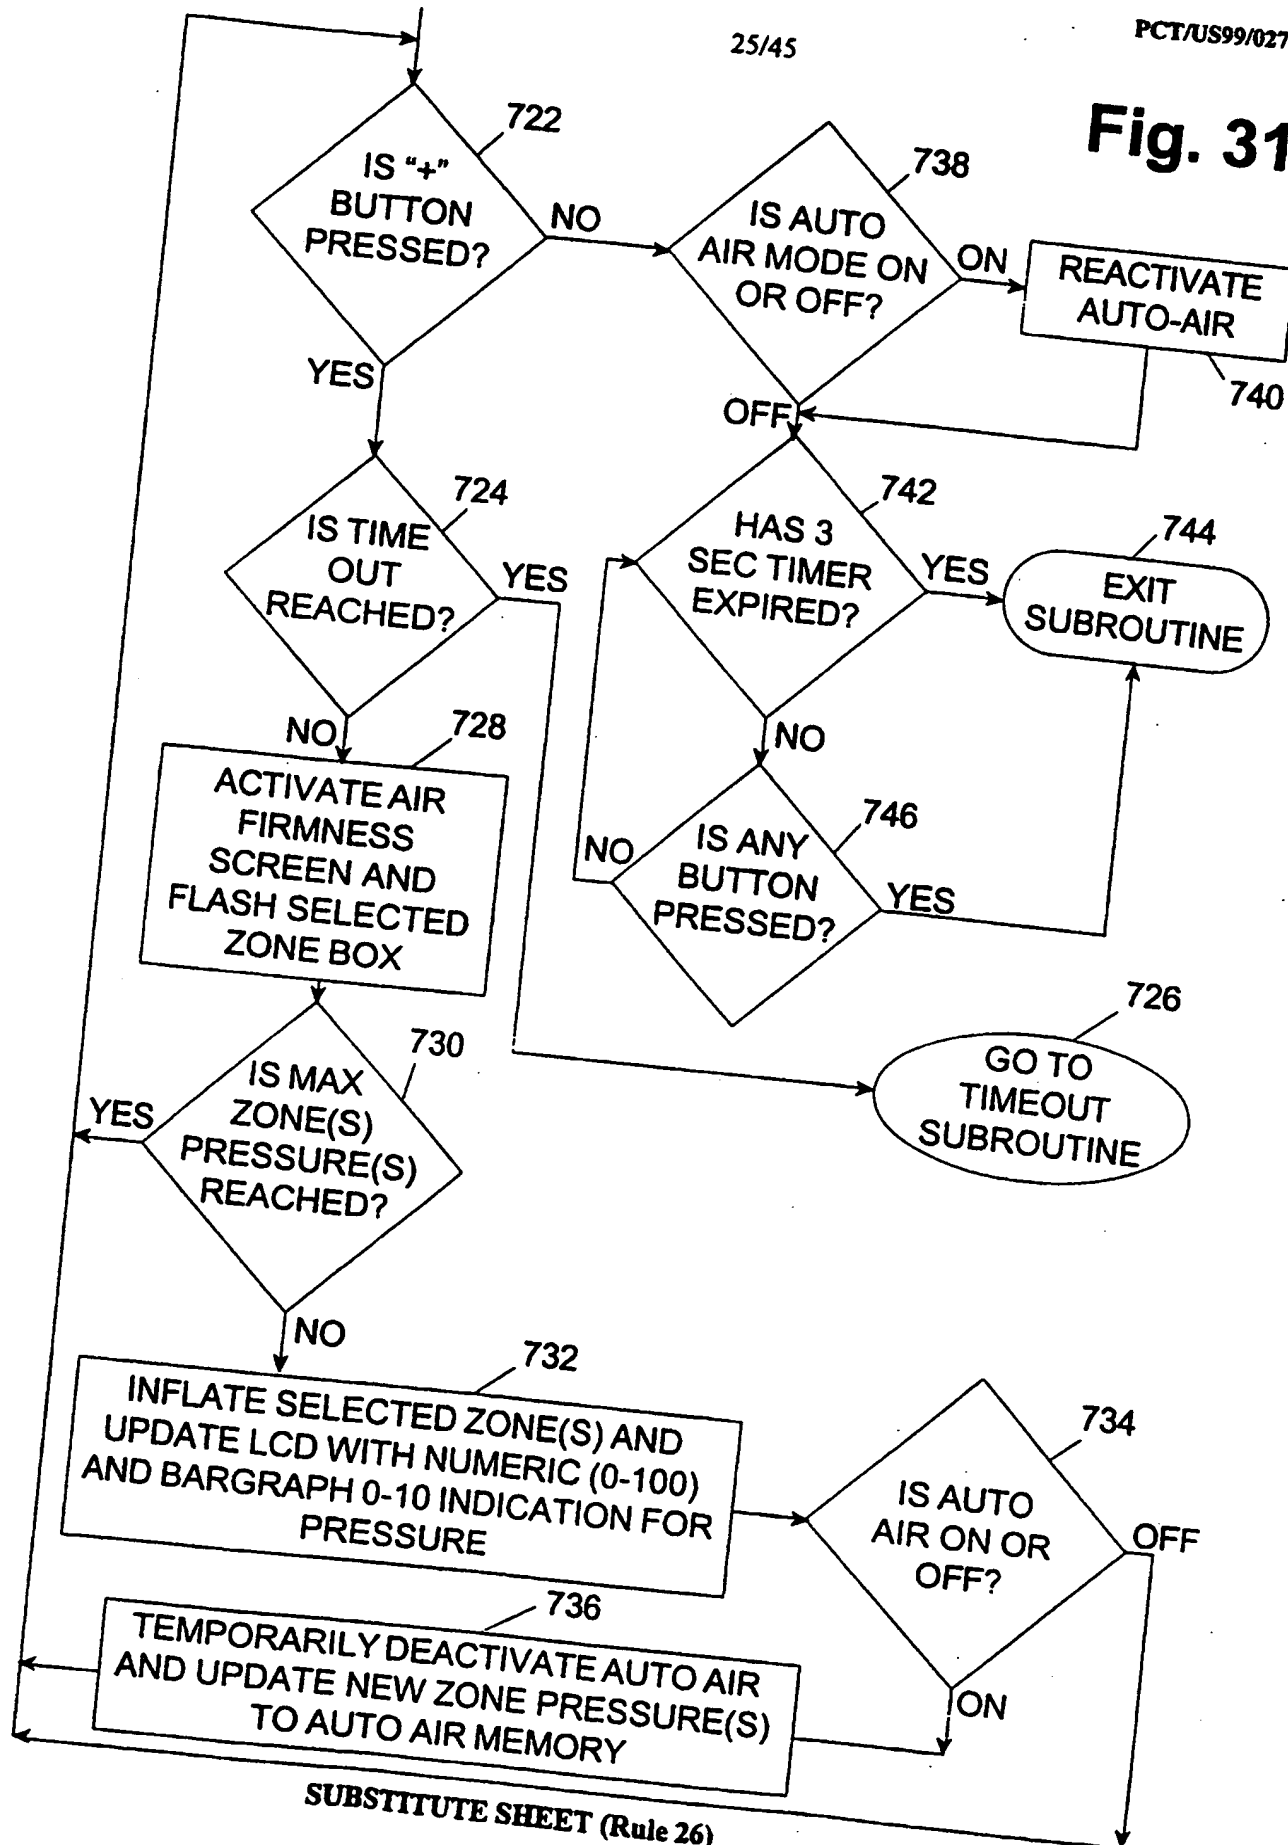 25/45
PCT/US99/027
Fig. 31
722
IS "+"
BUTTON
PRESSED?
NO
YES
738
IS AUTO
AIR MODE ON
OR OFF?
ON
OFF
REACTIVATE
AUTO-AIR
740
724
IS TIME
OUT
REACHED?
YES
NO
742
HAS 3
SEC TIMER
EXPIRED?
YES
NO
744
EXIT
SUBROUTINE
728
ACTIVATE AIR
FIRMNESS
SCREEN AND
FLASH SELECTED
ZONE BOX
746
IS ANY
BUTTON
PRESSED?
NO
YES
726
GO TO
TIMEOUT
SUBROUTINE
730
IS MAX
ZONE(S)
PRESSURE(S)
REACHED?
YES
NO
732
INFLATE SELECTED ZONE(S) AND
UPDATE LCD WITH NUMERIC (0-100)
AND BARGRAPH 0-10 INDICATION FOR
PRESSURE
734
IS AUTO
AIR ON OR
OFF?
OFF
ON
736
TEMPORARILY DEACTIVATE AUTO AIR
AND UPDATE NEW ZONE PRESSURE(S)
TO AUTO AIR MEMORY
SUBSTITUTE SHEET (Rule 26)